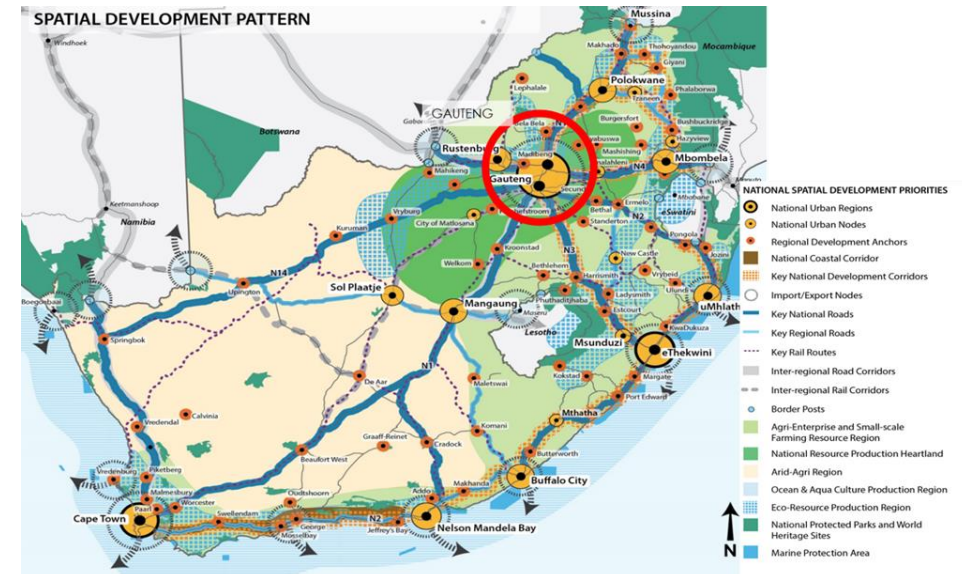 SPATIAL DEVELOPMENT PATTERN
Mussina
Windhoek
Makhado
Thohoyandou
Mocambique
Giyani
Polokwane
Lephalale
Tzaneen
Phalaborwa
GAUTENG
Bela Bela
Burgersfort
Bushbuckridge
Botswana
Hazyview
Rustenburg
Mashishing
Mbombela
Madibeng
N4
Mahikeng
Gauteng
Secunda
Mbabane
Keetmanshoop
Ermelo
eSwatini
Namibia
Vryburg
City of Matlosana
Bethal
N2
Standerton
Kuruman
Pongola
Kroonstad
N3
New Castle
Jozini
Welkom
Bethlehem
Vryheid
N14
Harrismith
Upington
Sol Plaatje
Phuthaditjhaba
Ladysmith
Ulundi
Boegoebaai
Mangaung
Maseru
Estcourt
uMhlath
Lesotho
KwaDukuza
Springbok
Msunduzi
eThekwini
N1
Kokstad
Margate
De Aar
Maletswai
Port Edward
Calvinia
Mthatha
Vredendal
Graaff-Reinet
Komani
Cradock
Butterworth
Beaufort West
Vredenburg
Piketberg
Buffalo City
Malmesbury
Oudtshoorn
Addo
Makhanda
Worcester
Paarl
Cape Town
Swellendam
George
N2
Jeffrey's Bay
Nelson Mandela Bay
Mosselbay
N
NATIONAL SPATIAL DEVELOPMENT PRIORITIES
National Urban Regions
National Urban Nodes
Regional Development Anchors
National Coastal Corridor
Key National Development Corridors
Import/Export Nodes
Key National Roads
Key Regional Roads
Key Rail Routes
Inter-regional Road Corridors
Inter-regional Rail Corridors
Border Posts
Agri-Enterprise and Small-scale
Farming Resource Region
National Resource Production Heartland
Arid-Agri Region
Ocean & Aqua Culture Production Region
Eco-Resource Production Region
National Protected Parks and World
Heritage Sites
Marine Protection Area